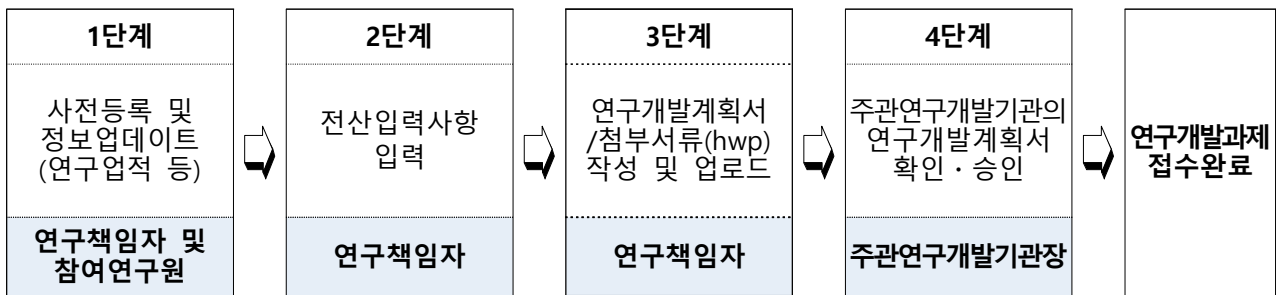 1단계
사전등록 및
정보업데이트
(연구업적 등)
연구책임자 및
참여연구원
2단계
전산입력사항
입력
연구책임자
3단계
연구개발계획서
/첨부서류(hwp)
작성 및 업로드
연구책임자
4단계
주관연구개발기관의
연구개발계획서
확인・승인
주관연구개발기관장
연구개발과제
접수완료